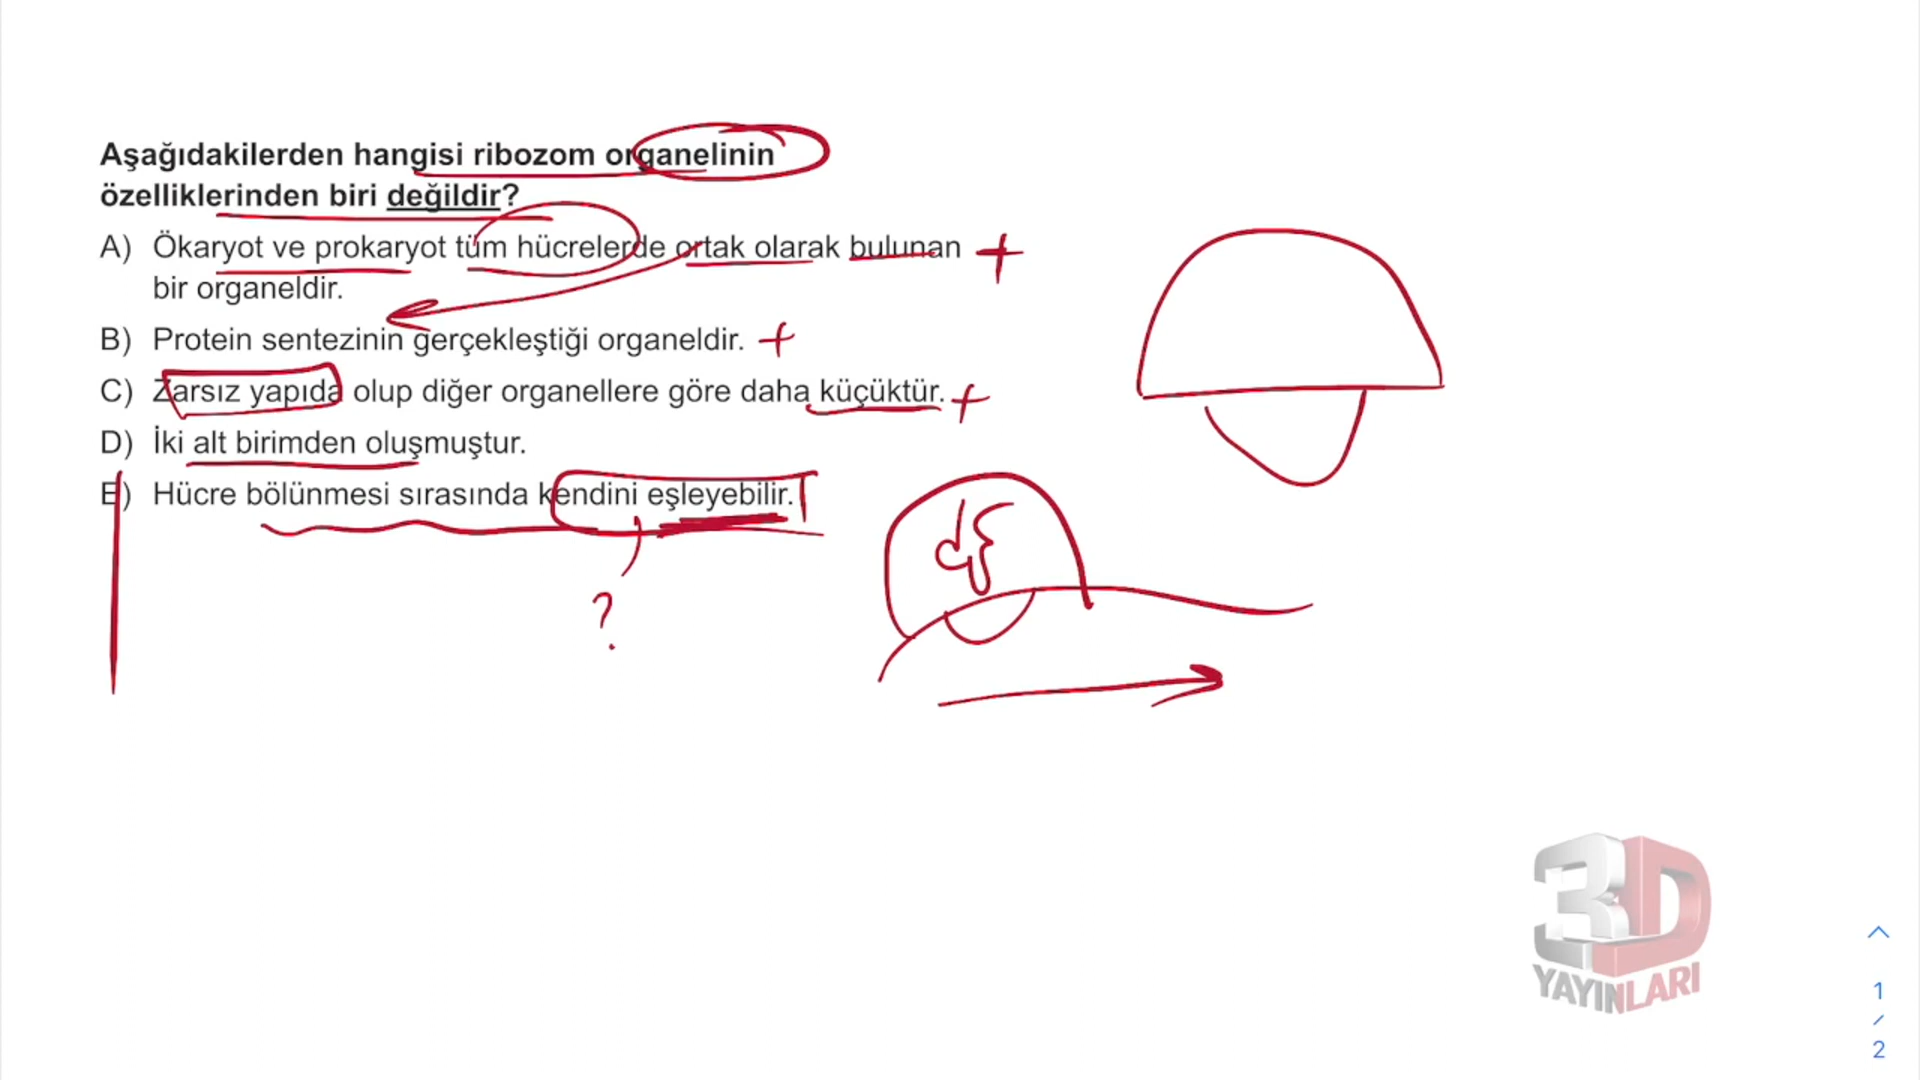 Aşağıdakilerden hangisi ribozom organelinin
özelliklerinden biri değildir?
A) Ökaryot ve prokaryot tüm hücrelerde ortak olarak bulunan
bir organeldir.
B) Protein sentezinin gerçekleştiği organeldir.
C) Zarsız yapıda olup diğer organellere göre daha küçüktür.
D) İki alt birimden oluşmuştur.
E) Hücre bölünmesi sırasında kendini eşleyebilir.
?
3D
YAYINLARI
1
/
2